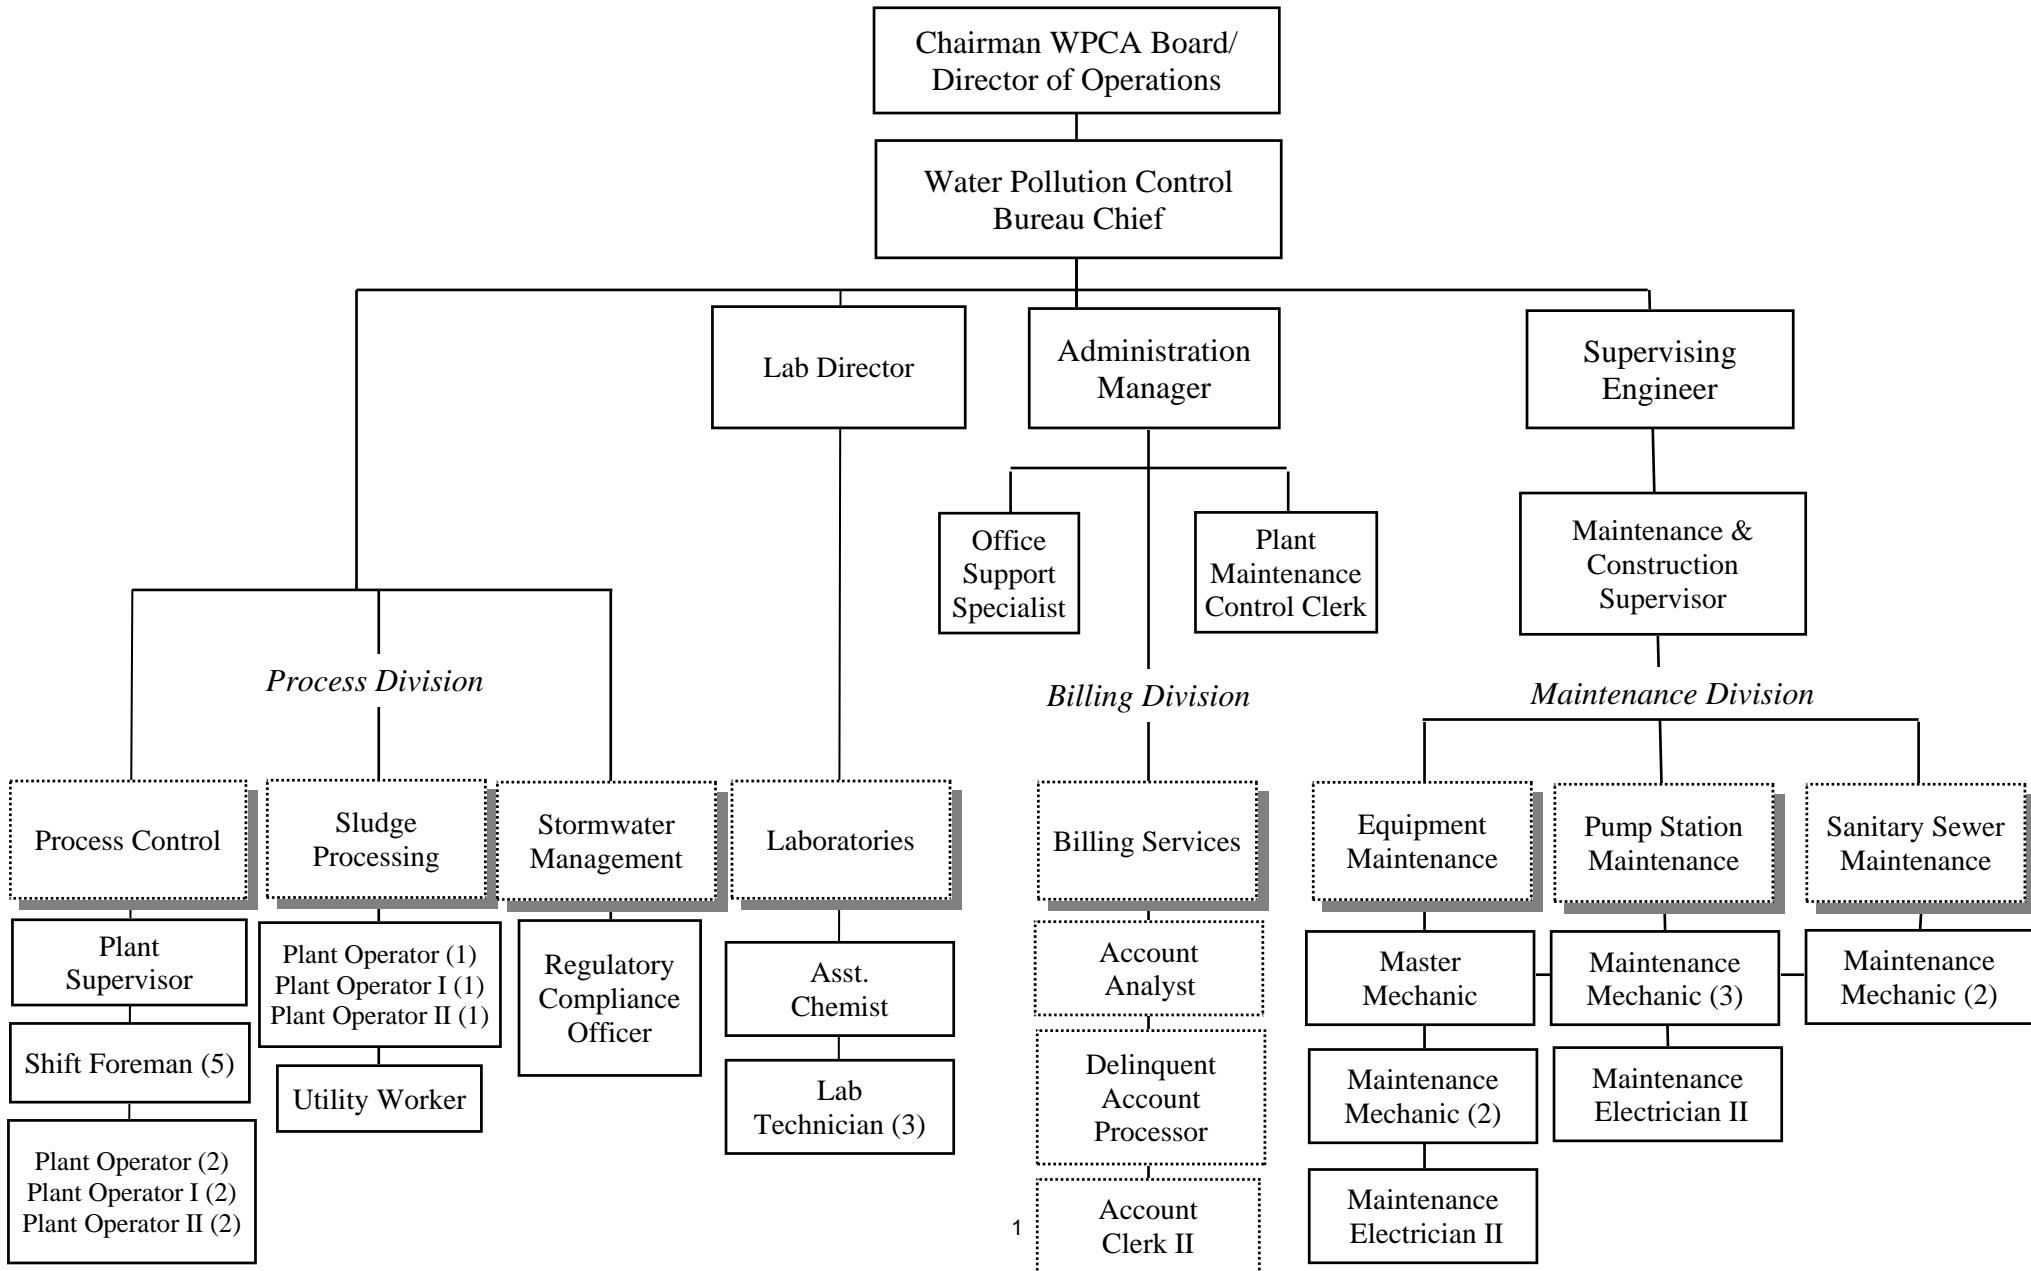 Chairman WPCA Board/
Director of Operations
Water Pollution Control
Bureau Chief
Lab Director
Administration
Manager
Supervising
Engineer
Office
Support
Specialist
Plant
Maintenance
Control Clerk
Maintenance &
Construction
Supervisor
Process Division
Billing Division
Maintenance Division
Process Control
Sludge
Processing
Stormwater
Management
Laboratories
Billing Services
Equipment
Maintenance
Pump Station
Maintenance
Sanitary Sewer
Maintenance
Plant
Supervisor
Shift Foreman (5)
Plant Operator (2)
Plant Operator I (2)
Plant Operator II (2)
Plant Operator (1)
Plant Operator I (1)
Plant Operator II (1)
Utility Worker
Regulatory
Compliance
Officer
Asst.
Chemist
Lab
Technician (3)
Account
Analyst
Delinquent
Account
Processor
Account
Clerk II
Master
Mechanic
Maintenance
Mechanic (2)
Maintenance
Electrician II
Maintenance
Mechanic (3)
Maintenance
Electrician II
Maintenance
Mechanic (2)
1